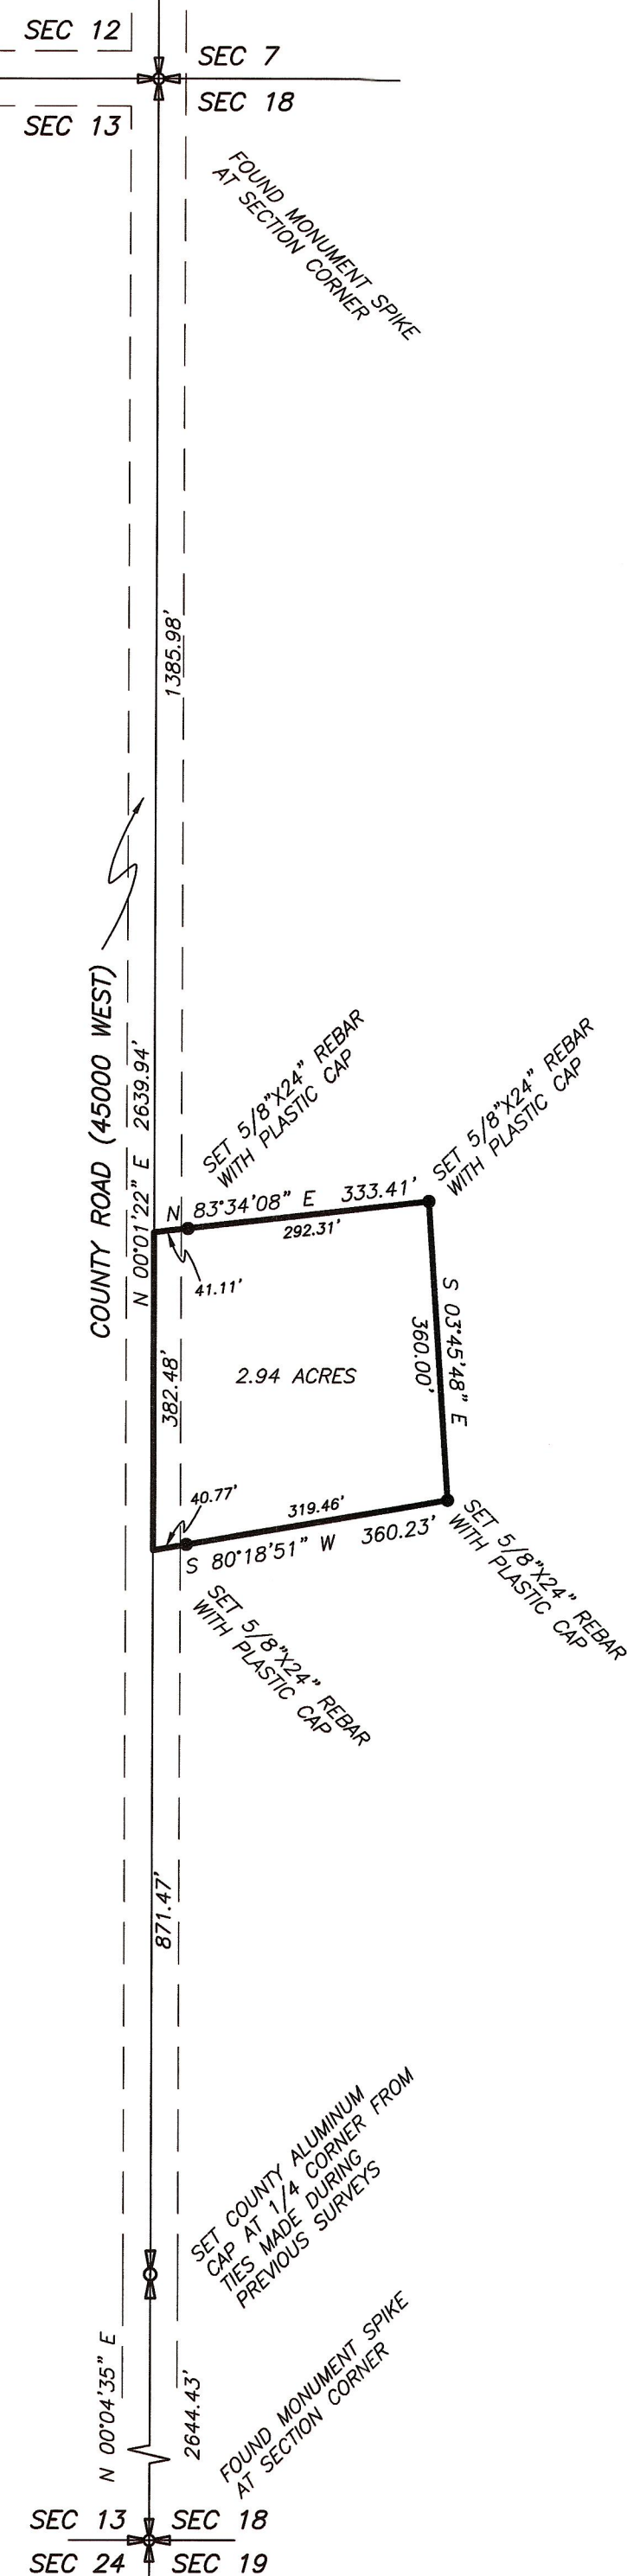 SEC 12
SEC 7
SEC 13
SEC 18
FOUND MONUMENT SPIKE
AT SECTION CORNER
1385.98'
COUNTY ROAD (45000 WEST)
N 00°01'22" E 2639.94'
SET 5/8"X24" REBAR
WITH PLASTIC CAP
SET 5/8"X24" REBAR
WITH PLASTIC CAP
N 83°34'08" E 333.41'
292.31'
41.11'
S 03°45'48" E
360.00'
382.48'
2.94 ACRES
40.77'
319.46'
S 80°18'51" W 360.23'
SET 5/8"X24" REBAR
WITH PLASTIC CAP
SET 5/8"X24" REBAR
WITH PLASTIC CAP
871.47'
SET COUNTY ALUMINUM
CAP AT 1/4 CORNER FROM
TIES MADE DURING
PREVIOUS SURVEYS
N 00°04'35" E
2644.43'
FOUND MONUMENT SPIKE
AT SECTION CORNER
SEC 13
SEC 18
SEC 24
SEC 19